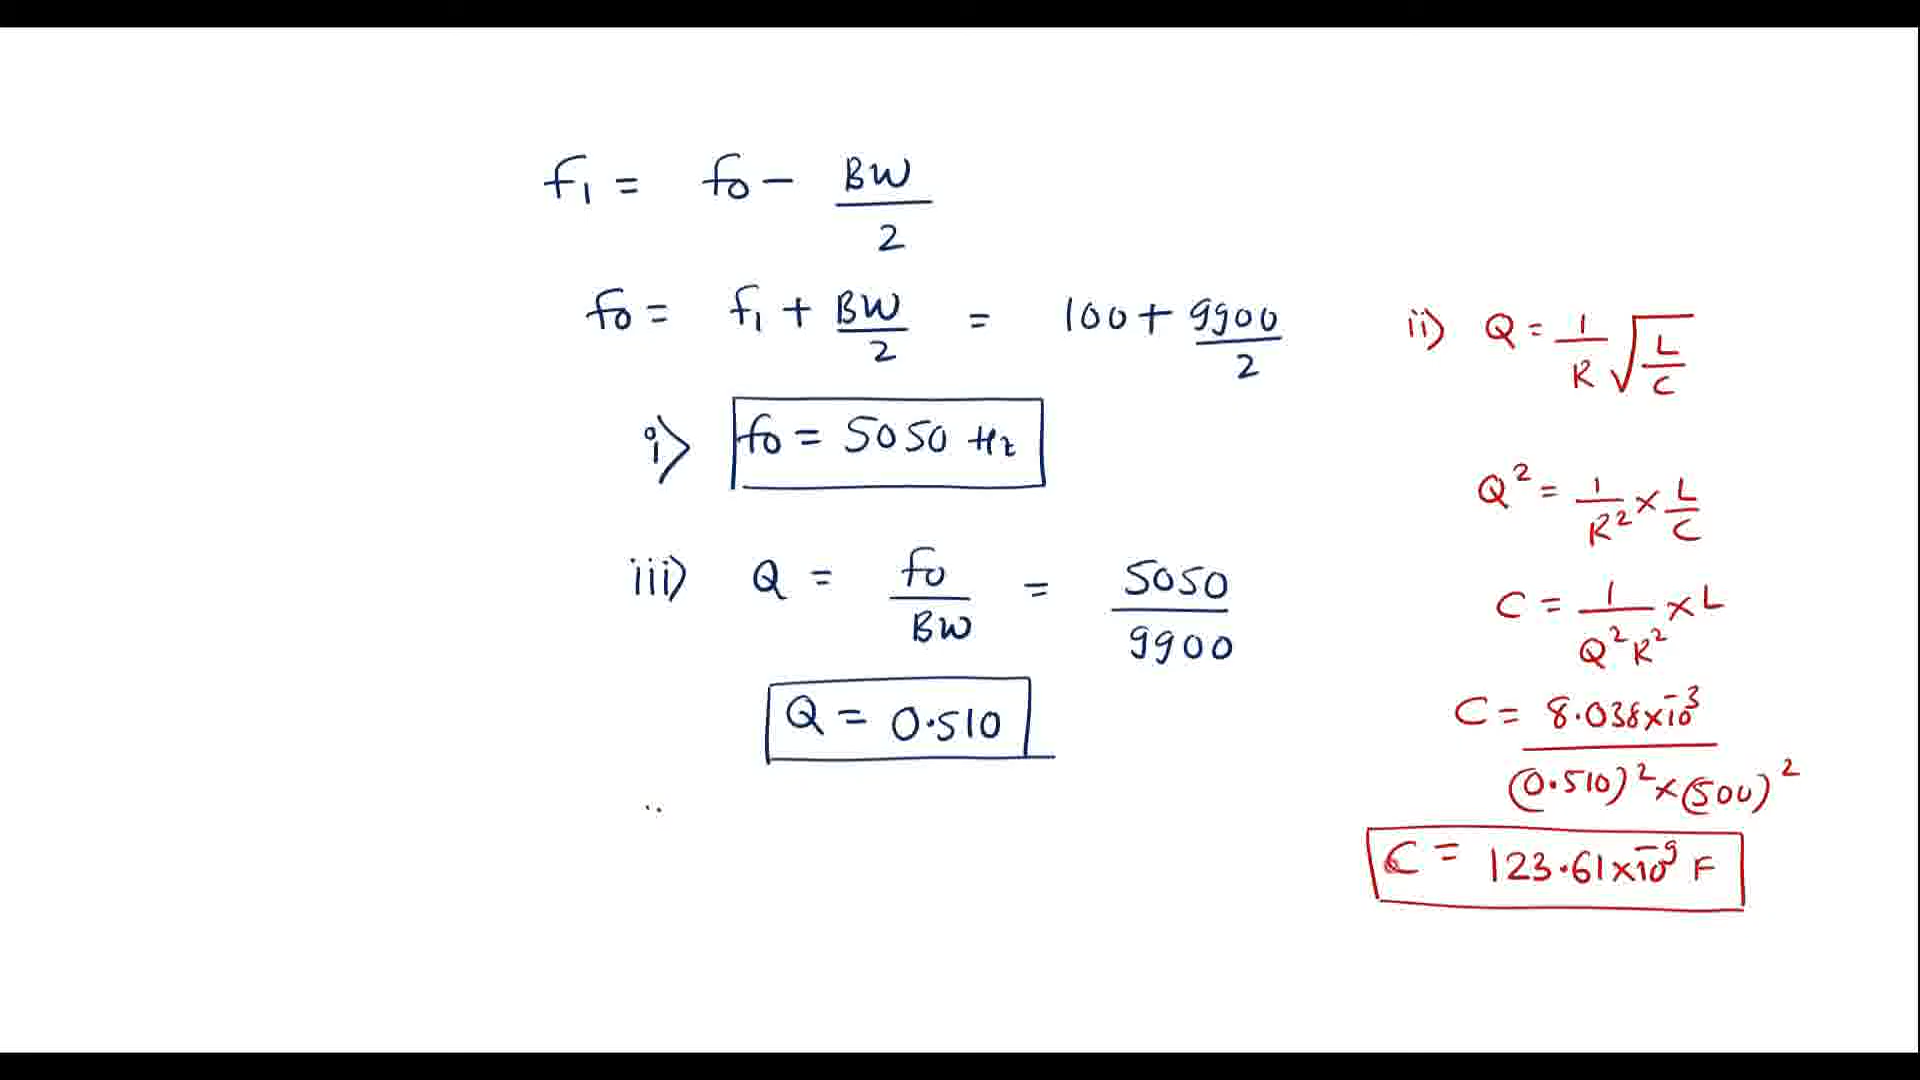 f₁ = f₀ - BW/2
f₀ = f₁ + BW/2 = 100 + 9900/2
i) f₀ = 5050 Hz
iii) Q = f₀/BW = 5050/9900
Q = 0.510
ii) Q = 1/R √(L/C)
Q² = 1/R² × L/C
C = 1/(Q²R²) × L
C = 8.038×10⁻³/((0.510)² × (500)²)
C = 123.61×10⁻⁹ F